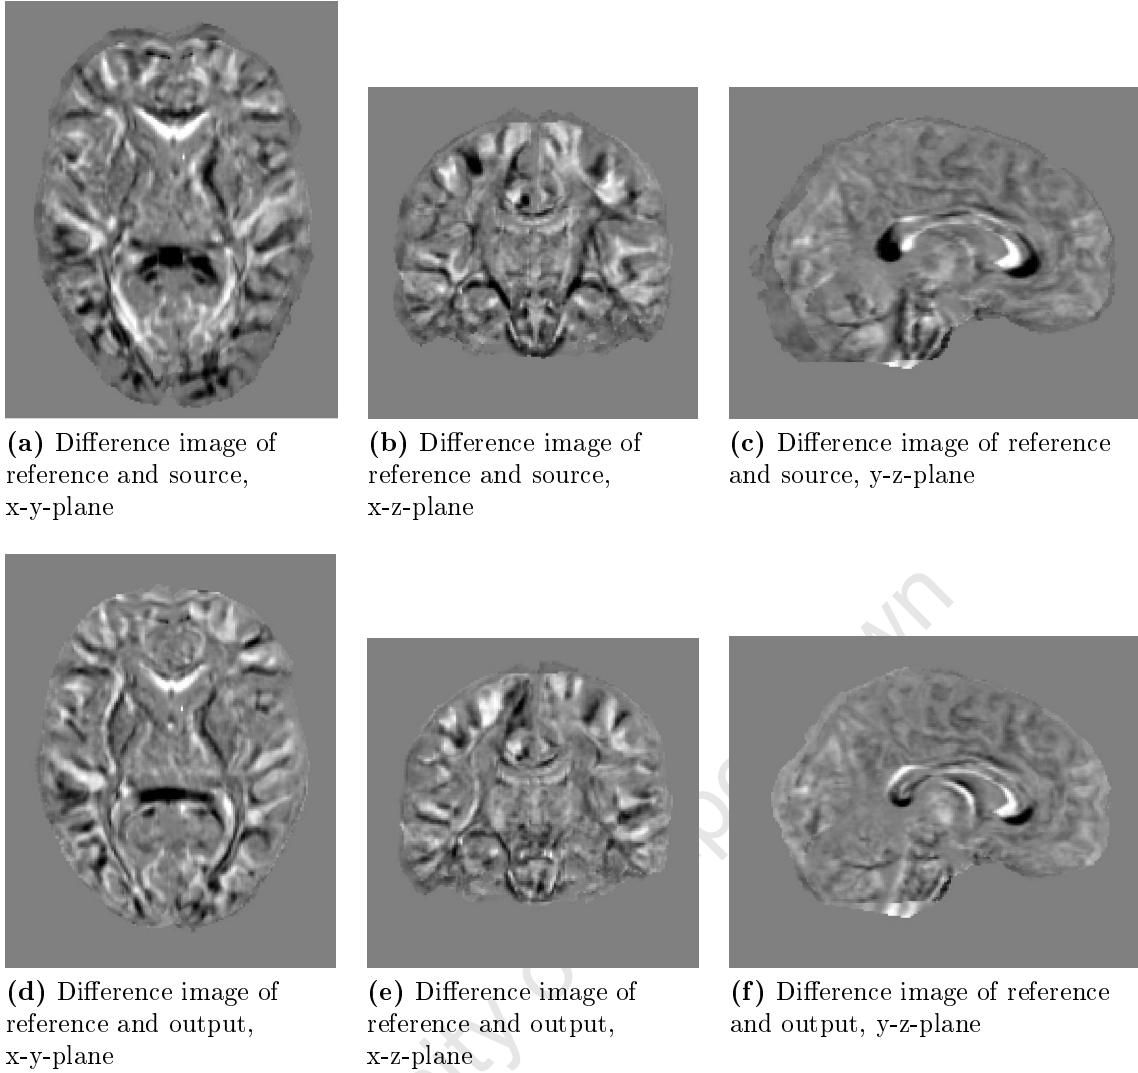 (a) Difference image of
reference and source,
x-y-plane
(b) Difference image of
reference and source,
x-z-plane
(c) Difference image of reference
and source, y-z-plane
(d) Difference image of
reference and output,
x-y-plane
(e) Difference image of
reference and output,
x-z-plane
(f) Difference image of reference
and output, y-z-plane